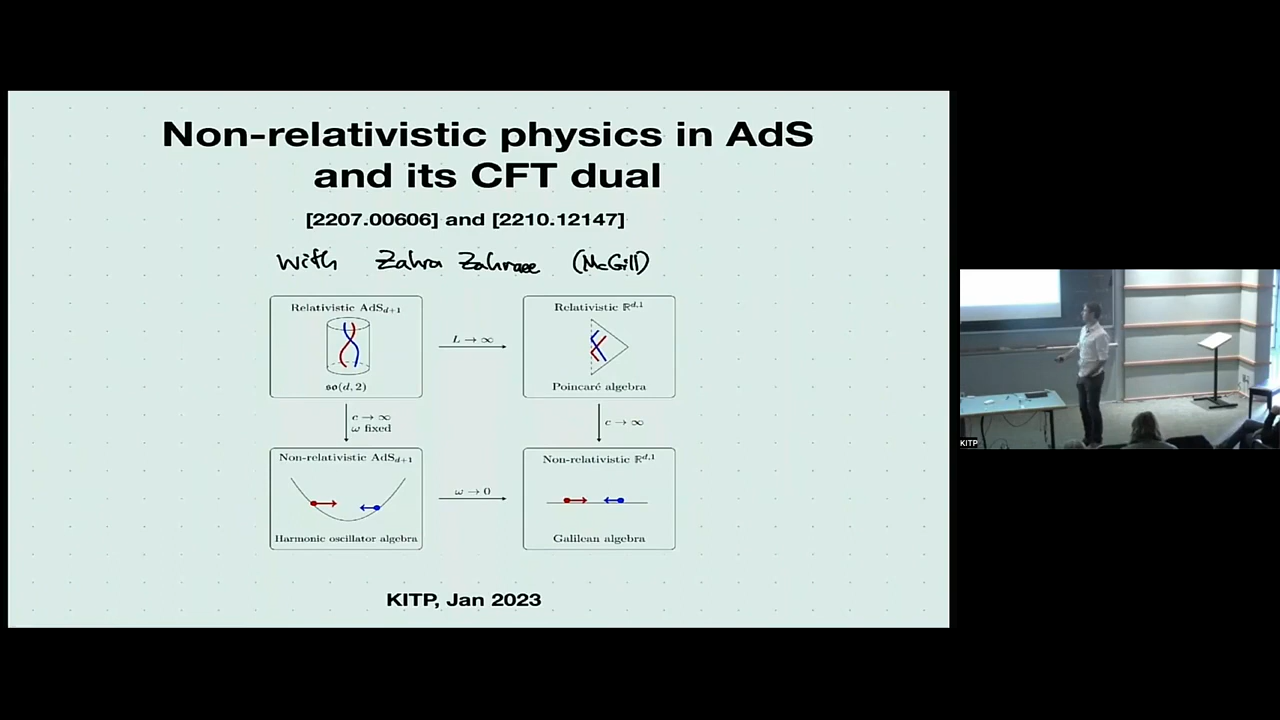 Non-relativistic physics in AdS
and its CFT dual
[2207.00606] and [2210.12147]
with Zahra Zahraee (McGill)
Relativistic AdS_{d+1}
𝔰𝔬(d, 2)
L → ∞
Relativistic ℝ^{d,1}
Poincaré algebra
c → ∞
ω fixed
c → ∞
Non-relativistic AdS_{d+1}
Harmonic oscillator algebra
ω → 0
Non-relativistic ℝ^{d,1}
Galilean algebra
KITP, Jan 2023
KITP